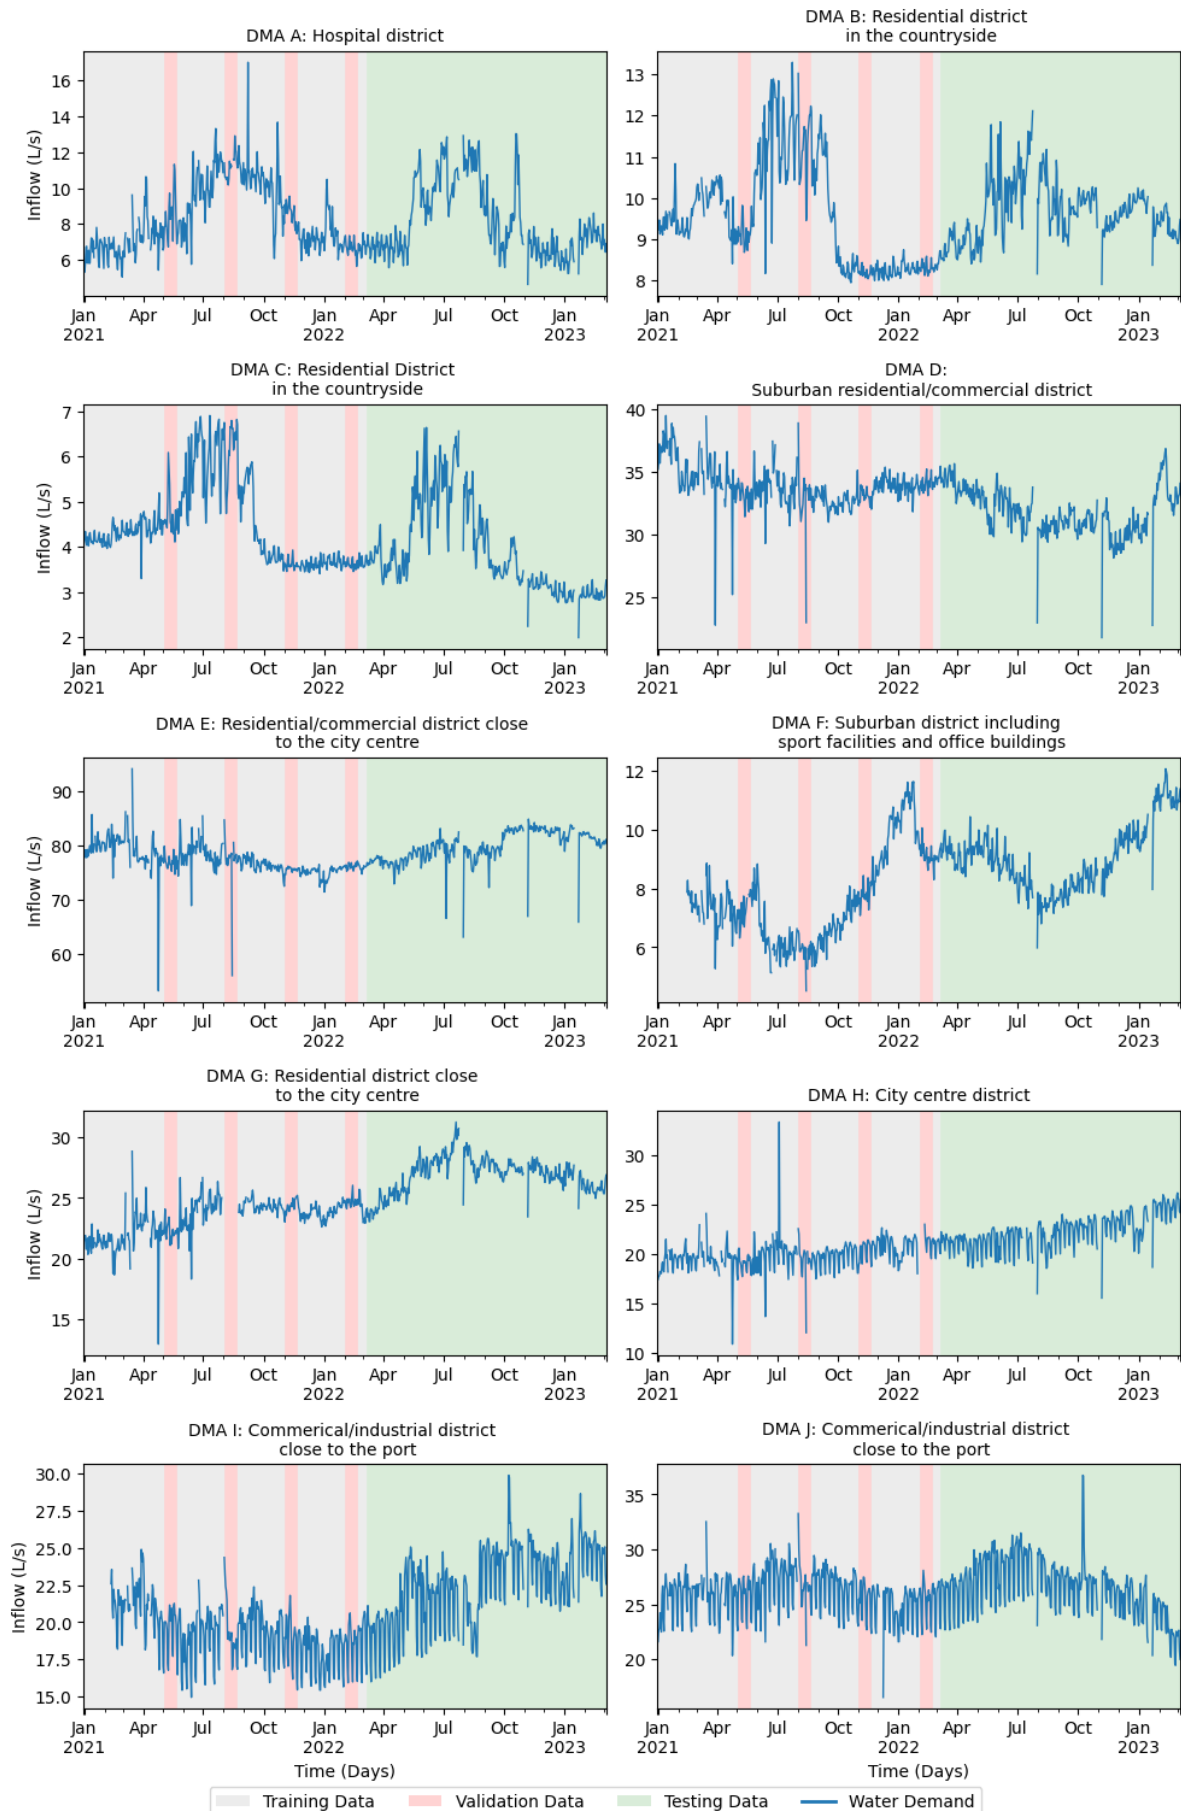 DMA A: Hospital district
Inflow (L/s)
16
14
12
10
8
6
Jan
2021
Apr
Jul
Oct
Jan
2022
Apr
Jul
Oct
Jan
2023
DMA B: Residential district
in the countryside
13
12
11
10
9
8
Jan
2021
Apr
Jul
Oct
Jan
2022
Apr
Jul
Oct
Jan
2023
DMA C: Residential District
in the countryside
Inflow (L/s)
7
6
5
4
3
2
Jan
2021
Apr
Jul
Oct
Jan
2022
Apr
Jul
Oct
Jan
2023
DMA D:
Suburban residential/commercial district
40
35
30
25
Jan
2021
Apr
Jul
Oct
Jan
2022
Apr
Jul
Oct
Jan
2023
DMA E: Residential/commercial district close
to the city centre
Inflow (L/s)
90
80
70
60
Jan
2021
Apr
Jul
Oct
Jan
2022
Apr
Jul
Oct
Jan
2023
DMA F: Suburban district including
sport facilities and office buildings
12
10
8
6
Jan
2021
Apr
Jul
Oct
Jan
2022
Apr
Jul
Oct
Jan
2023
DMA G: Residential district close
to the city centre
Inflow (L/s)
30
25
20
15
Jan
2021
Apr
Jul
Oct
Jan
2022
Apr
Jul
Oct
Jan
2023
DMA H: City centre district
30
25
20
15
10
Jan
2021
Apr
Jul
Oct
Jan
2022
Apr
Jul
Oct
Jan
2023
DMA I: Commerical/industrial district
close to the port
Inflow (L/s)
30.0
27.5
25.0
22.5
20.0
17.5
15.0
Jan
2021
Apr
Jul
Oct
Jan
2022
Apr
Jul
Oct
Jan
2023
Time (Days)
DMA J: Commerical/industrial district
close to the port
35
30
25
20
Jan
2021
Apr
Jul
Oct
Jan
2022
Apr
Jul
Oct
Jan
2023
Time (Days)
Training Data
Validation Data
Testing Data
Water Demand